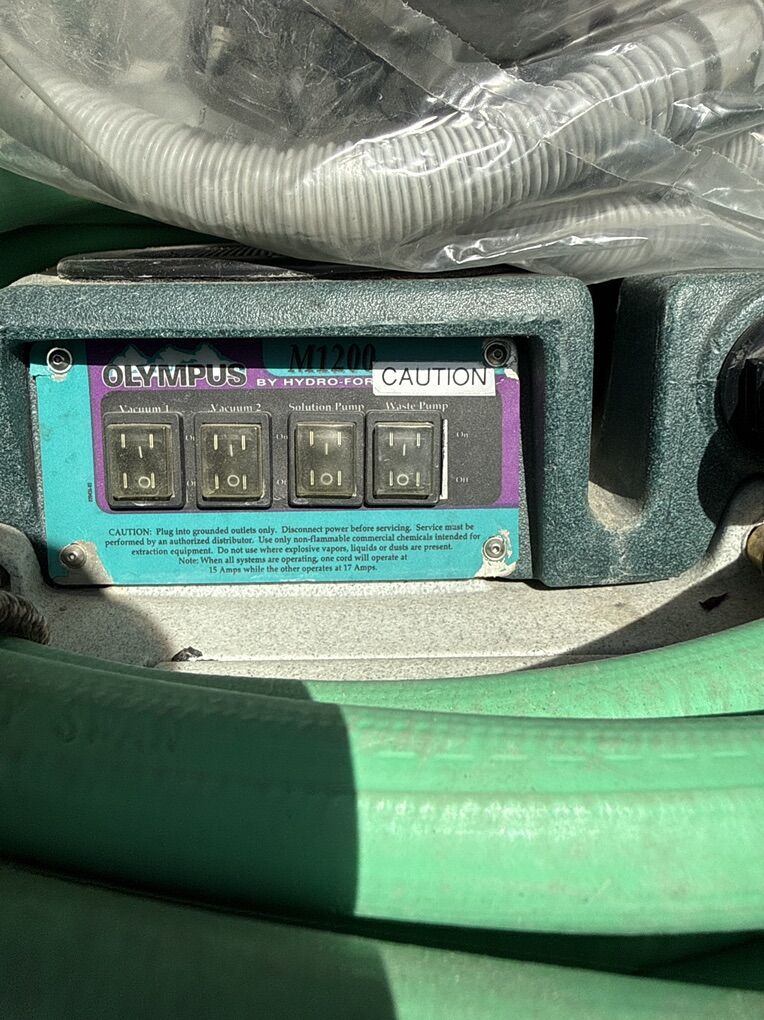 M1200
OLYMPUS BY HYDRO-FOR
CAUTION
Vacuum 1 Vacuum 2 Solution Pump Waste Pump
On
Off
CAUTION: Plug into grounded outlets only. Disconnect power before servicing. Service must be
performed by an authorized distributor. Use only non-flammable commercial chemicals intended for
extraction equipment. Do not use where explosive vapors, liquids or dusts are present.
Note: When all systems are operating, one cord will operate at
15 Amps while the other operates at 17 Amps.